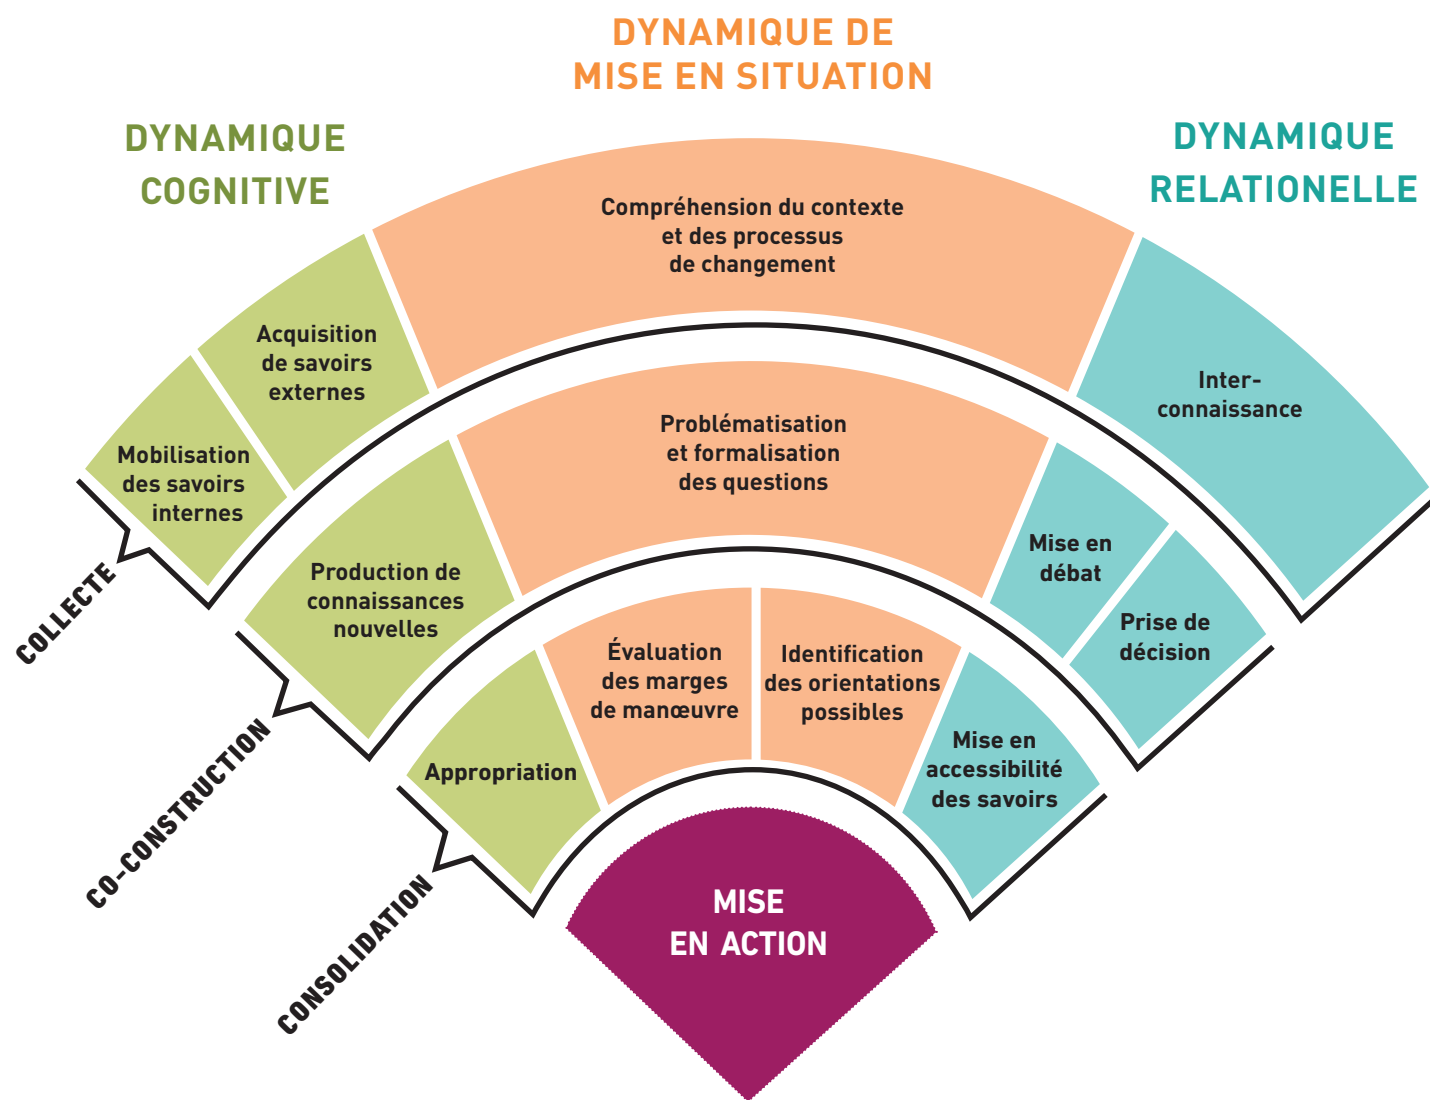 DYNAMIQUE DE
MISE EN SITUATION
DYNAMIQUE
COGNITIVE
DYNAMIQUE
RELATIONELLE
Compréhension du contexte
et des processus
de changement
Acquisition
de savoirs
externes
Mobilisation
des savoirs
internes
Inter-
connaissance
COLLECTE
Problématisation
et formalisation
des questions
Production de
connaissances
nouvelles
Mise en
débat
Prise de
décision
CO-CONSTRUCTION
Appropriation
Évaluation
des marges
de manœuvre
Identification
des orientations
possibles
Mise en
accessibilité
des savoirs
CONSOLIDATION
MISE
EN ACTION